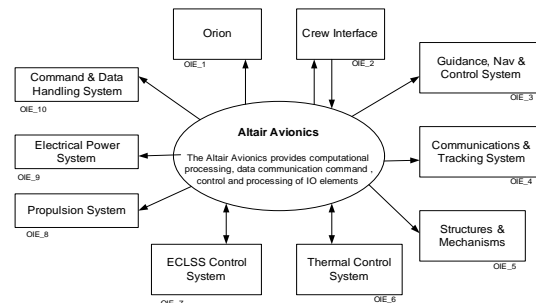 Orion
OIE_1
Crew Interface
OIE_2
Guidance, Nav &
Control System
OIE_3
Command & Data
Handling System
OIE_10
Altair Avionics
The Altair Avionics provides computational
processing, data communication command ,
control and processing of IO elements
Electrical Power
System
OIE_9
Communications
& Tracking System
OIE_4
Propulsion System
OIE_8
Structures &
Mechanisms
OIE_5
ECLSS Control
System
Thermal Control
System
OIE_6